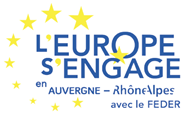 L'EUROPE
S'ENGAGE
en AUVERGNE – RhôneAlpes
avec le FEDER